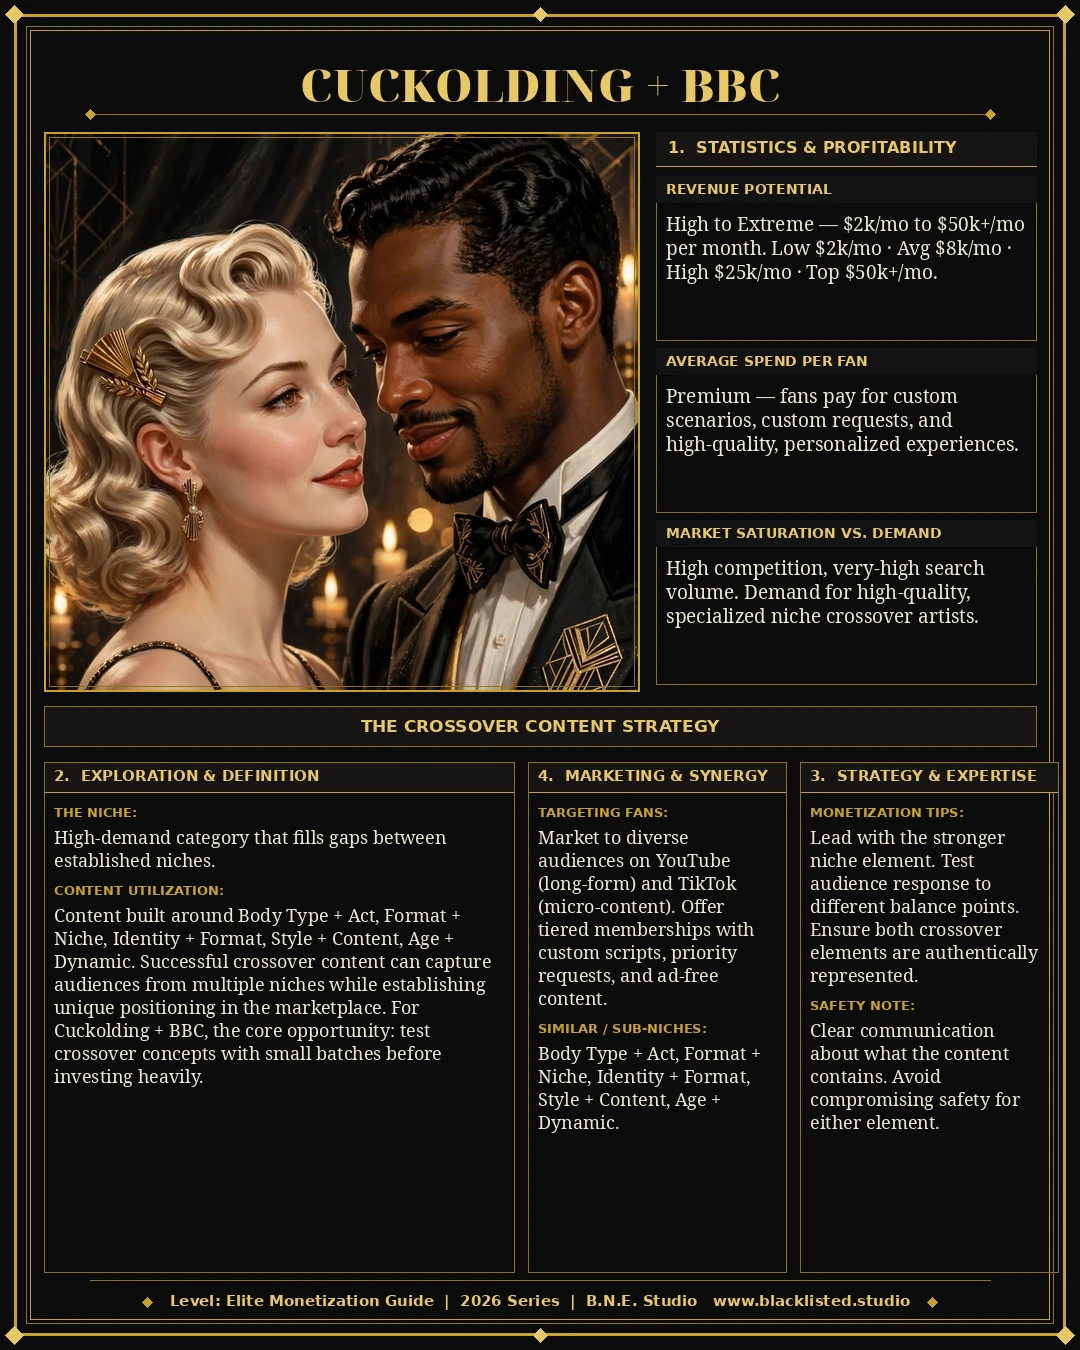 CUCKOLDING + BBC
1. STATISTICS & PROFITABILITY
REVENUE POTENTIAL
High to Extreme — $2k/mo to $50k+/mo
per month. Low $2k/mo · Avg $8k/mo ·
High $25k/mo · Top $50k+/mo.
AVERAGE SPEND PER FAN
Premium — fans pay for custom
scenarios, custom requests, and
high-quality, personalized experiences.
MARKET SATURATION VS. DEMAND
High competition, very-high search
volume. Demand for high-quality,
specialized niche crossover artists.
THE CROSSOVER CONTENT STRATEGY
2. EXPLORATION & DEFINITION
THE NICHE:
High-demand category that fills gaps between
established niches.
CONTENT UTILIZATION:
Content built around Body Type + Act, Format +
Niche, Identity + Format, Style + Content, Age +
Dynamic. Successful crossover content can capture
audiences from multiple niches while establishing
unique positioning in the marketplace. For
Cuckolding + BBC, the core opportunity: test
crossover concepts with small batches before
investing heavily.
4. MARKETING & SYNERGY
TARGETING FANS:
Market to diverse
audiences on YouTube
(long-form) and TikTok
(micro-content). Offer
tiered memberships with
custom scripts, priority
requests, and ad-free
content.
SIMILAR / SUB-NICHES:
Body Type + Act, Format +
Niche, Identity + Format,
Style + Content, Age +
Dynamic.
3. STRATEGY & EXPERTISE
MONETIZATION TIPS:
Lead with the stronger
niche element. Test
audience response to
different balance points.
Ensure both crossover
elements are authentically
represented.
SAFETY NOTE:
Clear communication
about what the content
contains. Avoid
compromising safety for
either element.
Level: Elite Monetization Guide | 2026 Series | B.N.E. Studio www.blacklisted.studio